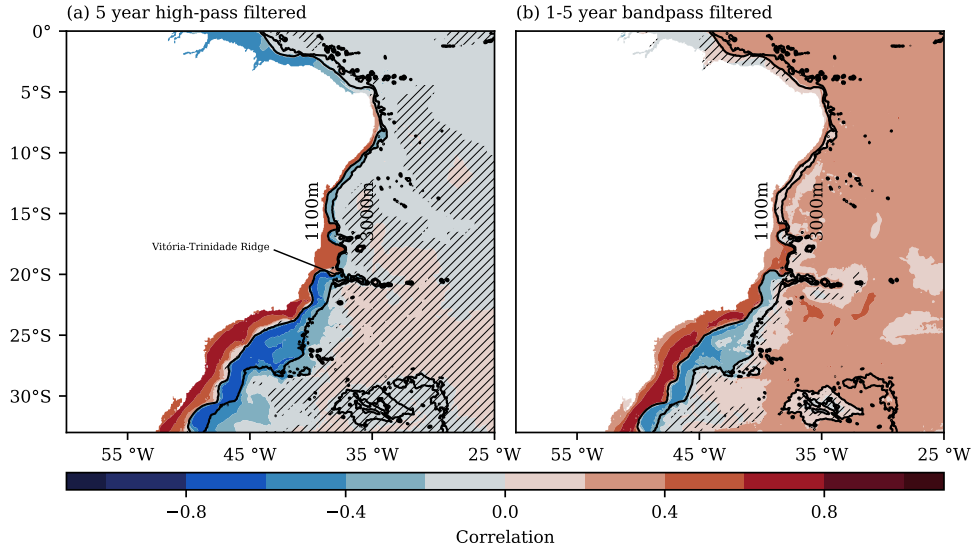 (a) 5 year high-pass filtered
(b) 1-5 year bandpass filtered
0°
5°S
10°S
15°S
20°S
25°S
30°S
1100m
3000m
Vitória-Trinidade Ridge
1100m
3000m
55°W
45°W
35°W
25°W
55°W
45°W
35°W
25°W
−0.8
−0.4
0.0
0.4
0.8
Correlation